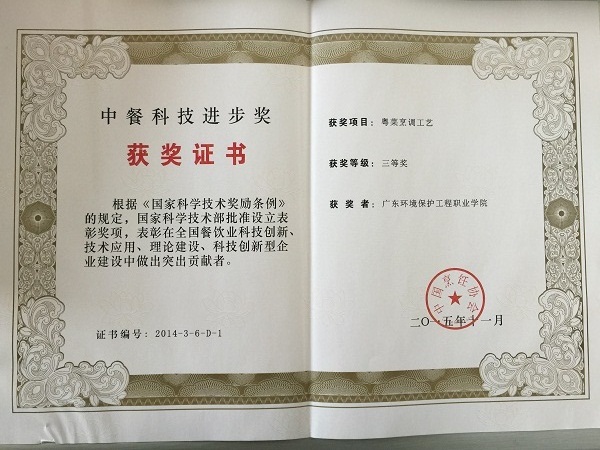 中餐科技进步奖
获奖证书
根据《国家科学技术奖励条例》
的规定，国家科学技术部批准设立表
彰奖项，表彰在全国餐饮业科技创新、
技术应用、理论建设、科技创新型企
业建设中做出突出贡献者。
证书编号：2014-3-6-D-1
获奖项目：粤菜烹调工艺
获奖等级：三等奖
获奖者：广东环境保护工程职业学院
中国烹饪协会
二〇一五年十一月